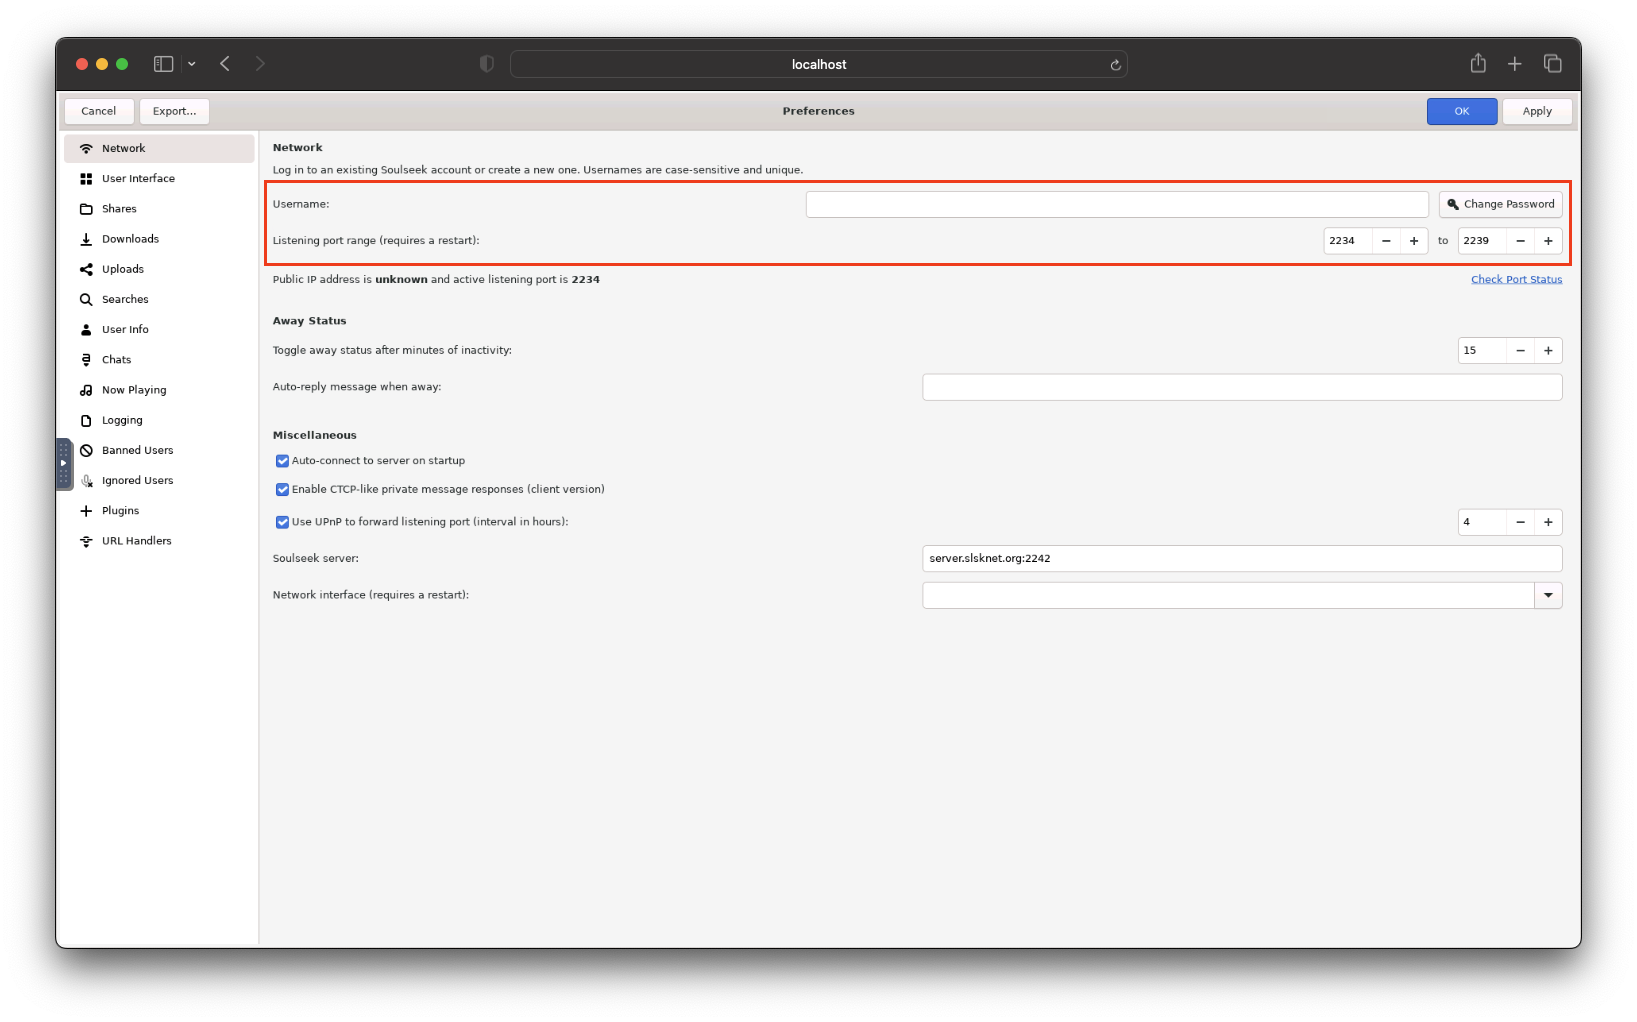 localhost
Cancel
Export...
Preferences
OK
Apply
Network
User Interface
Shares
Downloads
Uploads
Searches
User Info
Chats
Now Playing
Logging
Banned Users
Ignored Users
Plugins
URL Handlers
Network
Log in to an existing Soulseek account or create a new one. Usernames are case-sensitive and unique.
Username:
Change Password
Listening port range (requires a restart): 2234 − + to 2239 − +
Public IP address is unknown and active listening port is 2234
Check Port Status
Away Status
Toggle away status after minutes of inactivity: 15 − +
Auto-reply message when away:
Miscellaneous
Auto-connect to server on startup
Enable CTCP-like private message responses (client version)
Use UPnP to forward listening port (interval in hours): 4 − +
Soulseek server: server.slsknet.org:2242
Network interface (requires a restart):